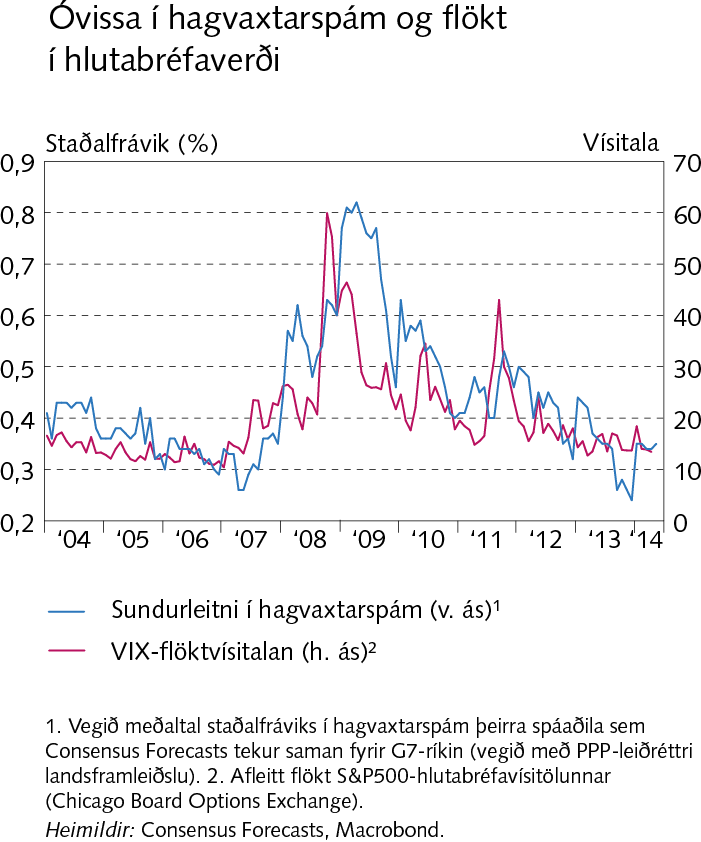 Óvissa í hagvaxtarspám og flökt
í hlutabréfaverði
Staðalfrávik (%) Vísitala
0,9 70
0,8 60
0,7 50
0,6 40
0,5 30
0,4 20
0,3 10
0,2 0
‘04 ‘05 ‘06 ‘07 ‘08 ‘09 ‘10 ‘11 ‘12 ‘13 ‘14
Sundurleitni í hagvaxtarspám (v. ás)¹
VIX-flöktvísitalan (h. ás)²
1. Vegið meðaltal staðalfráviks í hagvaxtarspám þeirra spáaðila sem
Consensus Forecasts tekur saman fyrir G7-ríkin (vegið með PPP-leiðréttri
landsframleiðslu). 2. Afleitt flökt S&P500-hlutabréfavísitölunnar
(Chicago Board Options Exchange).
Heimildir: Consensus Forecasts, Macrobond.